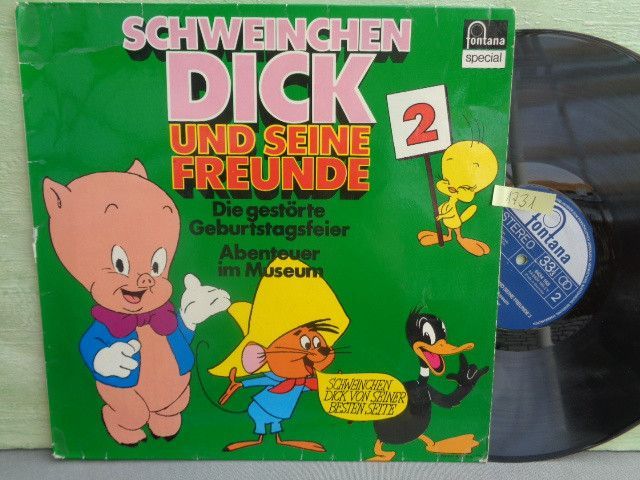 SCHWEINCHEN
DICK
UND SEINE
FREUNDE
Die gestörte
Geburtstagsfeier
Abenteuer
im Museum
fontana
special
2
SCHWEINCHEN
DICK VON SEINER
BESTEN SEITE
1731
STEREO
fontana
33
2